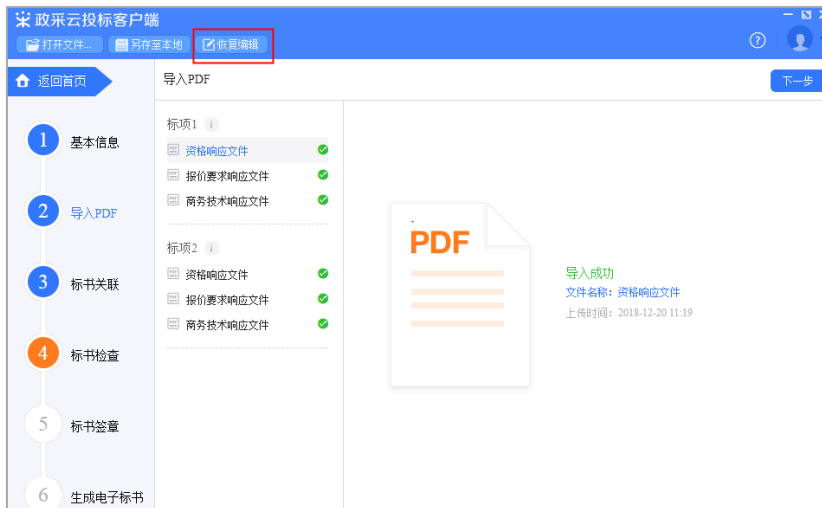 政采云投标客户端
打开文件... 另存至本地 恢复编辑
返回首页
导入PDF
下一步
1 基本信息
2 导入PDF
3 标书关联
4 标书检查
5 标书签章
6 生成电子标书
标项1
资格响应文件
报价要求响应文件
商务技术响应文件
标项2
资格响应文件
报价要求响应文件
商务技术响应文件
PDF
导入成功
文件名称：资格响应文件
上传时间：2018-12-20 11:19